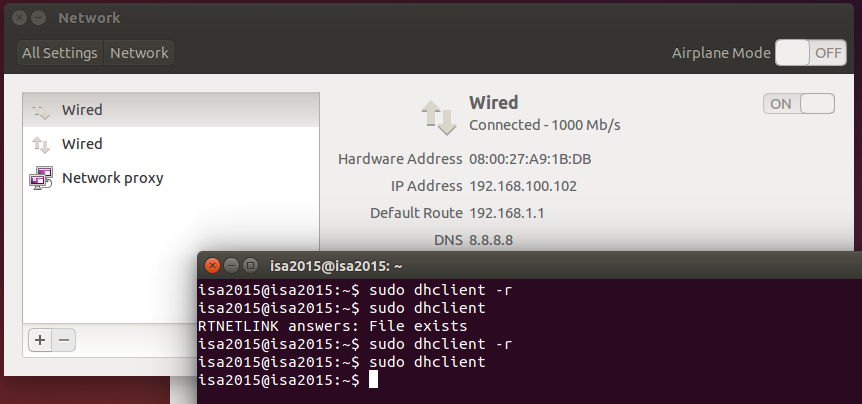 Network
All Settings Network Airplane Mode OFF
Wired
Wired
Network proxy
Wired ON
Connected - 1000 Mb/s
Hardware Address 08:00:27:A9:1B:DB
IP Address 192.168.100.102
Default Route 192.168.1.1
DNS 8.8.8.8
isa2015@isa2015: ~
isa2015@isa2015:~$ sudo dhclient -r
isa2015@isa2015:~$ sudo dhclient
RTNETLINK answers: File exists
isa2015@isa2015:~$ sudo dhclient -r
isa2015@isa2015:~$ sudo dhclient
isa2015@isa2015:~$